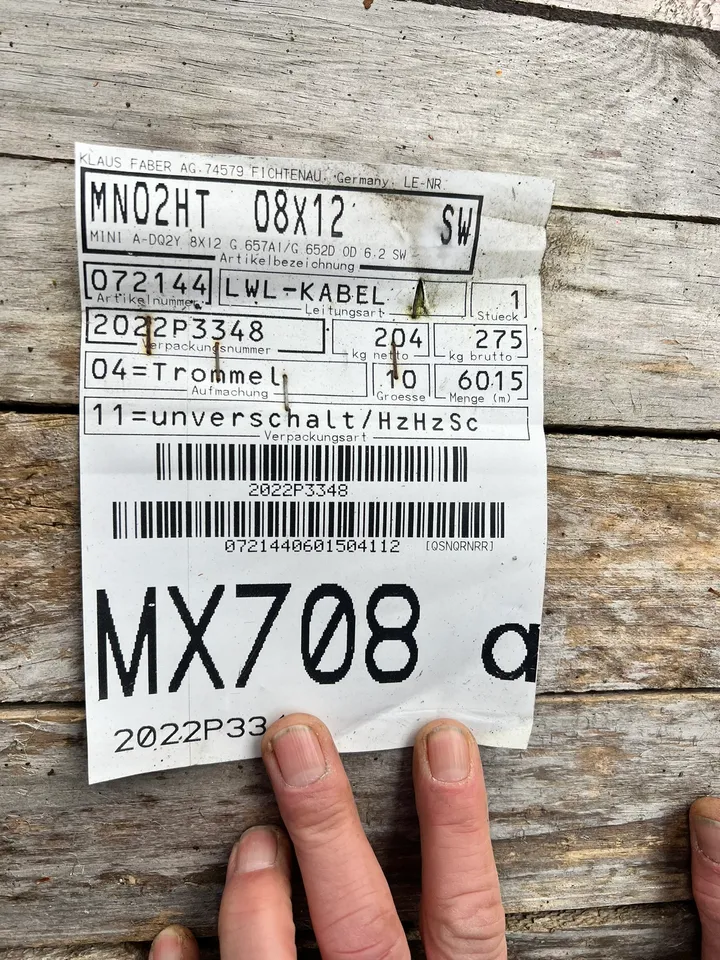 KLAUS FABER AG.74579 FICHTENAU, Germany, LE-NR.
MN02HT 08X12 SW
MINI A-DQ2Y 8X12 G.657A1/G.652D OD 6.2 SW
Artikelbezeichnung
072144 LWL-KABEL 1
Artikelnummer Leitungsart Stueck
2022P3348 204 275
Verpackungsnummer kg netto kg brutto
04=Trommel 10 6015
Aufmachung Groesse Menge (m)
11=unverschalt/HzHzSc
Verpackungsart
2022P3348
0721440601504112 [QSNQRNRR]
MX708 a
2022P33